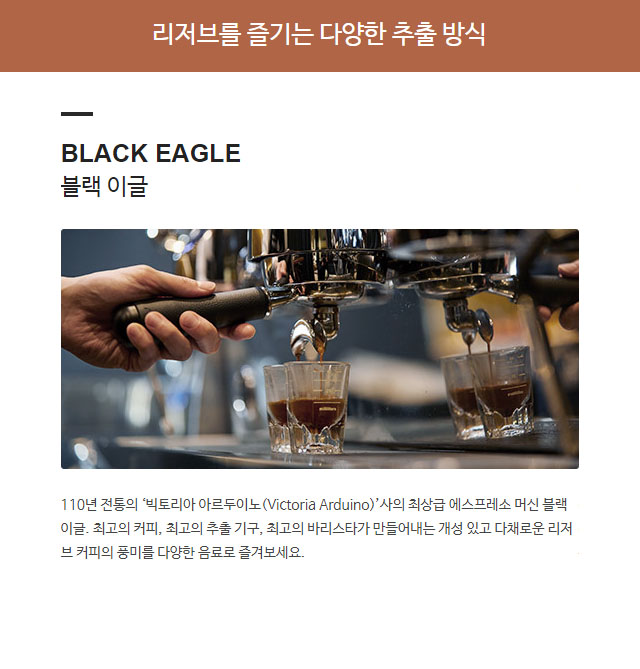 리저브를 즐기는 다양한 추출 방식
BLACK EAGLE
블랙 이글
110년 전통의 ‘빅토리아 아르두이노(Victoria Arduino)’사의 최상급 에스프레소 머신 블랙
이글. 최고의 커피, 최고의 추출 기구, 최고의 바리스타가 만들어내는 개성 있고 다채로운 리저
브 커피의 풍미를 다양한 음료로 즐겨보세요.